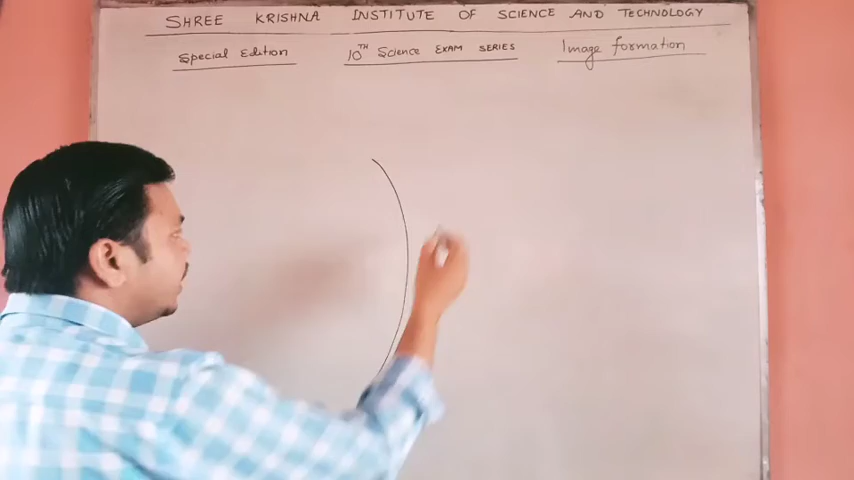 SHREE KRISHNA INSTITUTE OF SCIENCE AND TECHNOLOGY
Special Edition 10TH Science EXAM SERIES Image formation